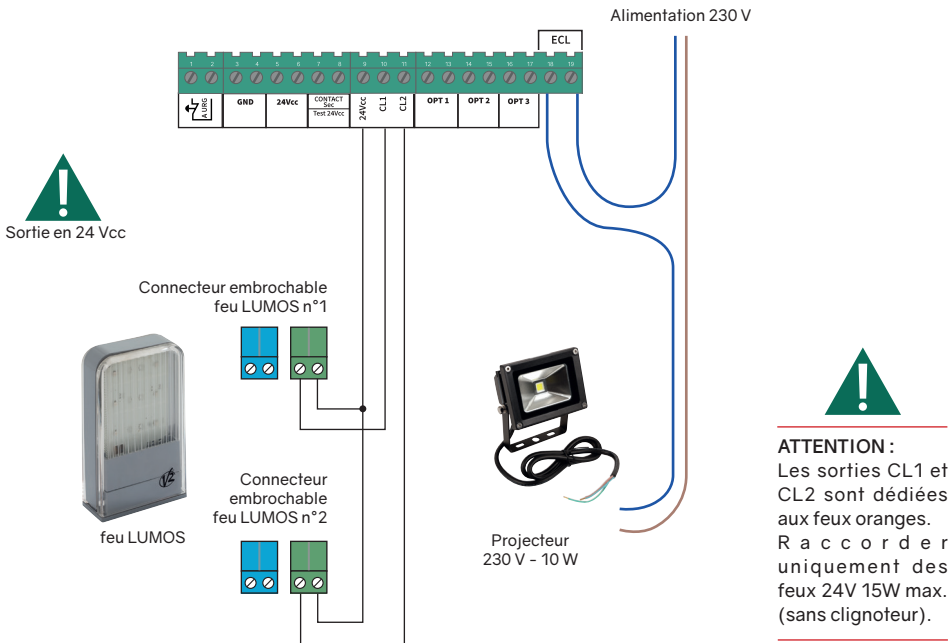 Alimentation 230 V
ECL
1 2 3 4 5 6 7 8 9 10 11 12 13 14 15 16 17 18 19
A URG
GND
24Vcc
CONTACT
Sec
Test 24Vcc
24Vcc
CL1
CL2
OPT 1
OPT 2
OPT 3
Sortie en 24 Vcc
Connecteur embrochable
feu LUMOS n°1
V2
feu LUMOS
Connecteur
embrochable
feu LUMOS n°2
Projecteur
230 V - 10 W
ATTENTION :
Les sorties CL1 et
CL2 sont dédiées
aux feux oranges.
Raccorder
uniquement des
feux 24V 15W max.
(sans clignoteur).